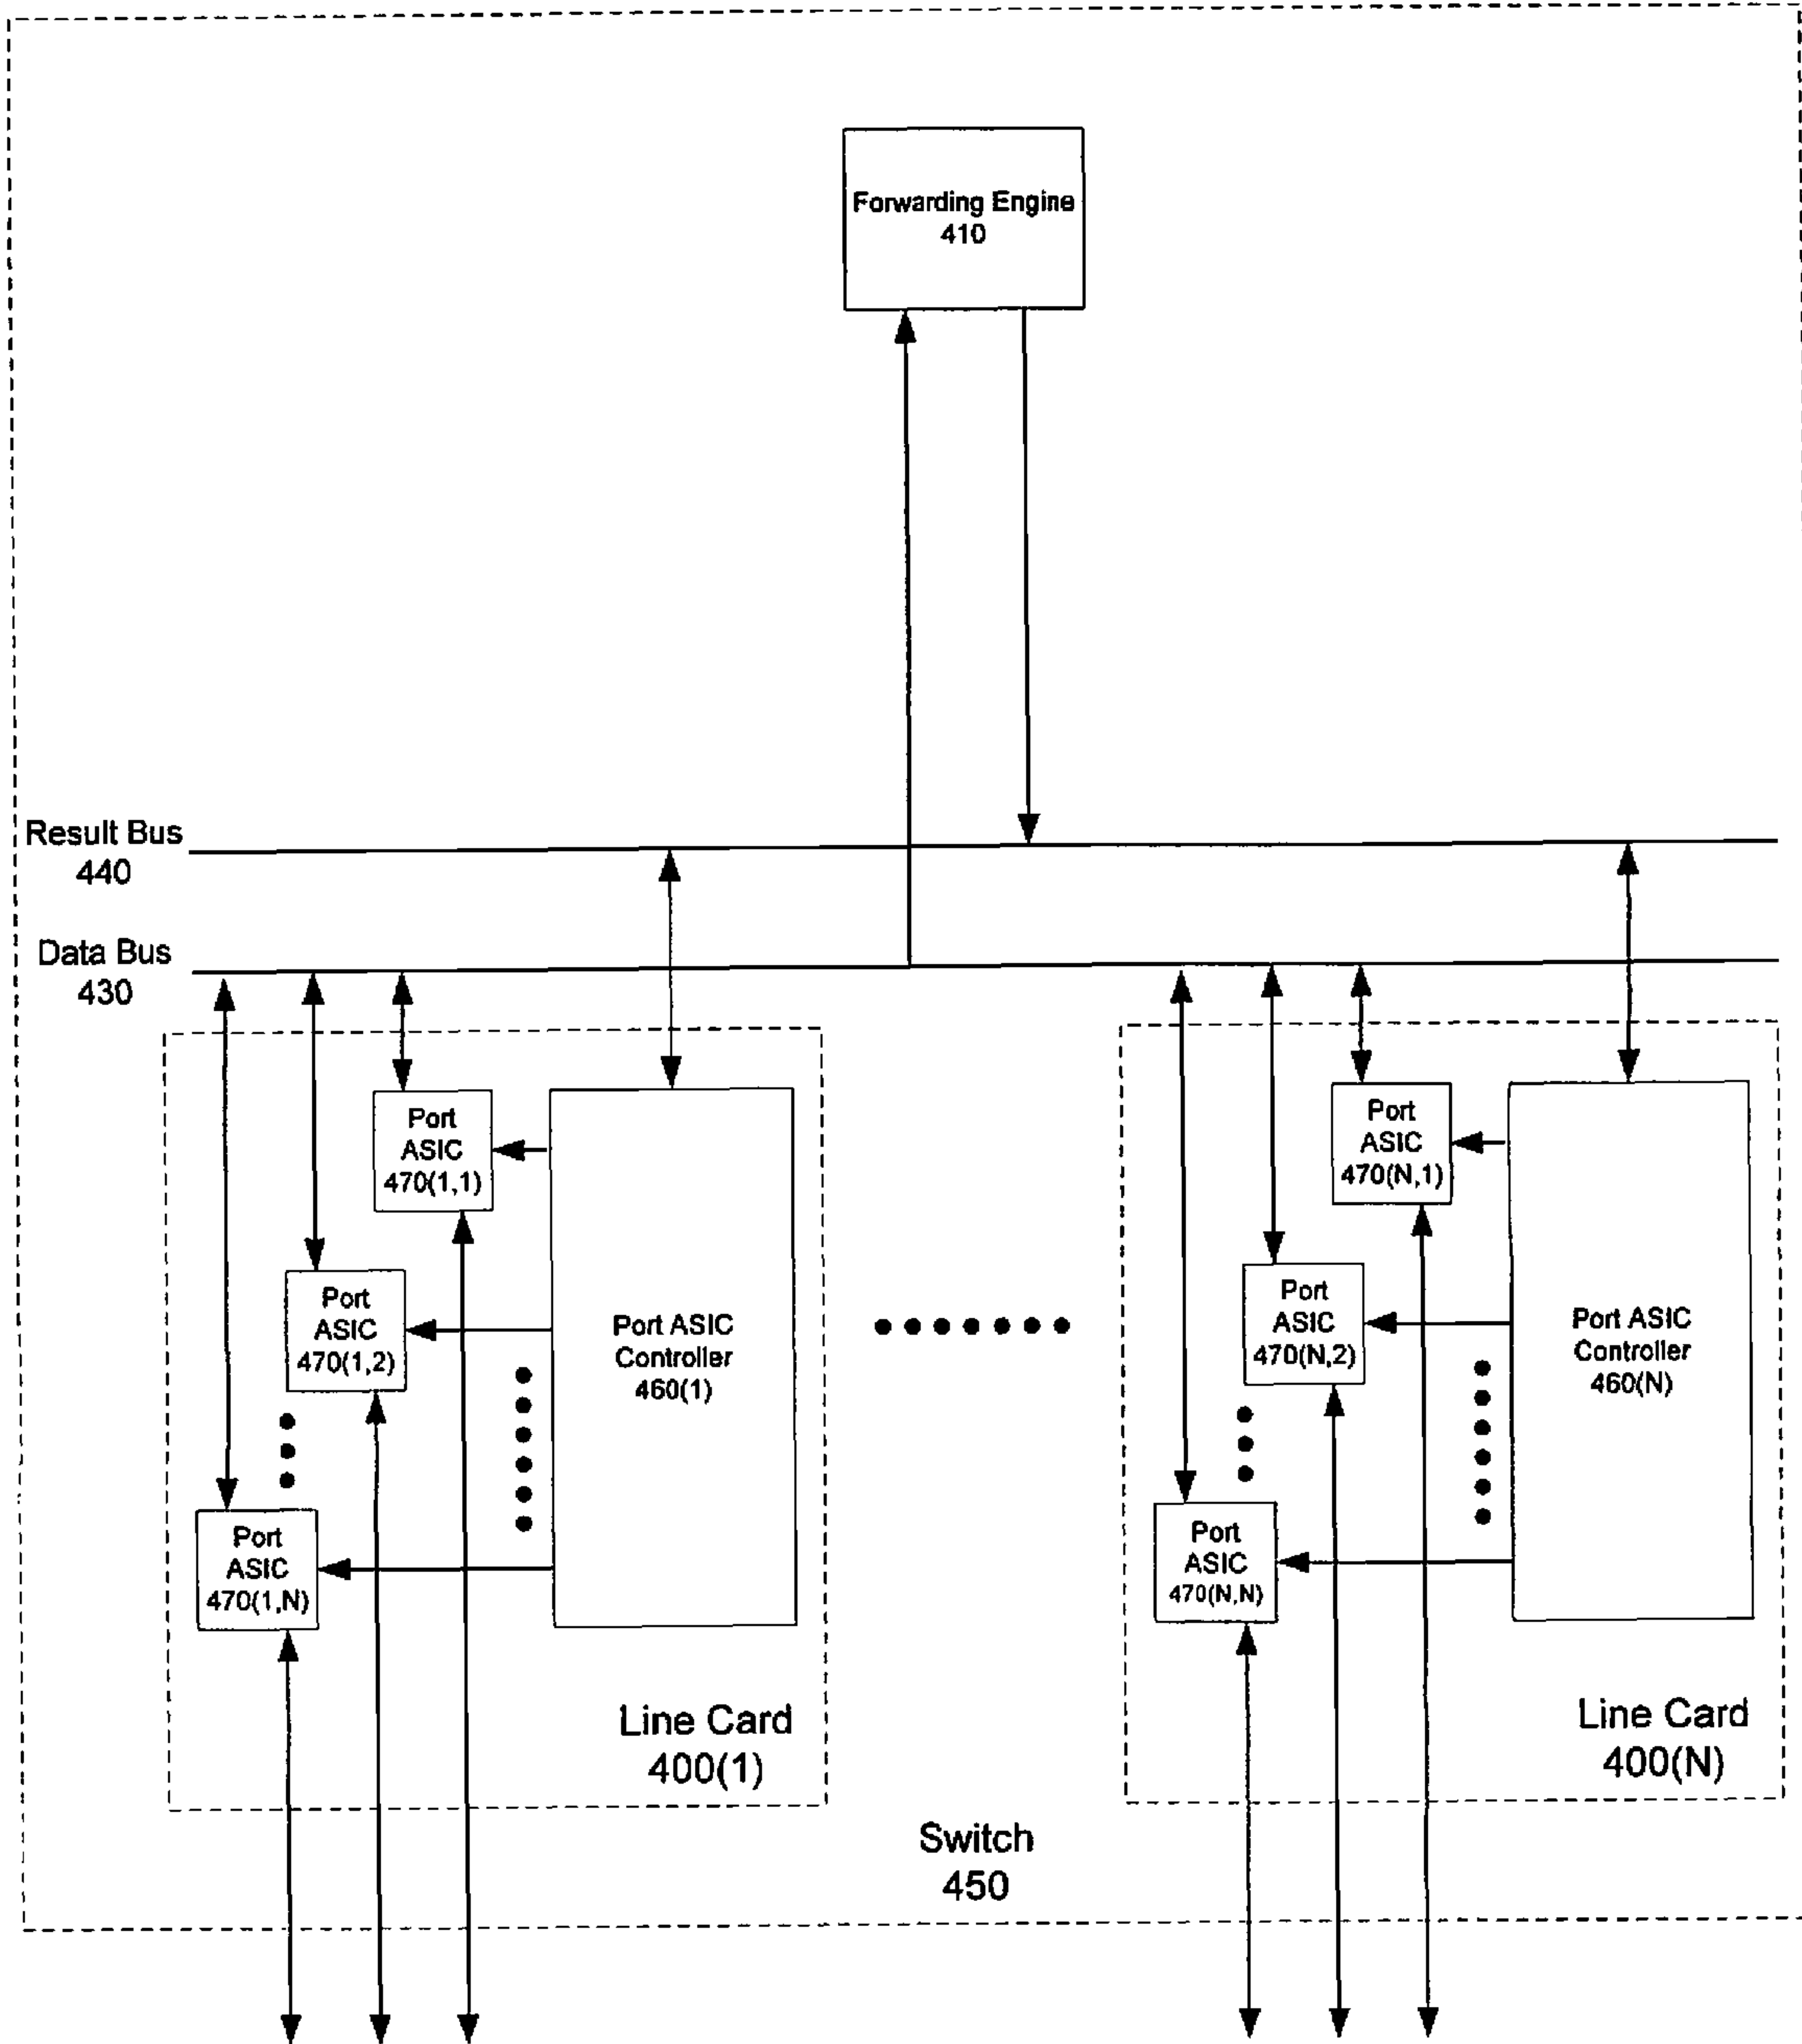 Forwarding Engine
410
Result Bus
440
Data Bus
430
Port
ASIC
470(1,1)
Port
ASIC
470(1,2)
Port
ASIC
470(1,N)
Port ASIC
Controller
460(1)
Line Card
400(1)
Port
ASIC
470(N,1)
Port
ASIC
470(N,2)
Port
ASIC
470(N,N)
Port ASIC
Controller
460(N)
Line Card
400(N)
Switch
450